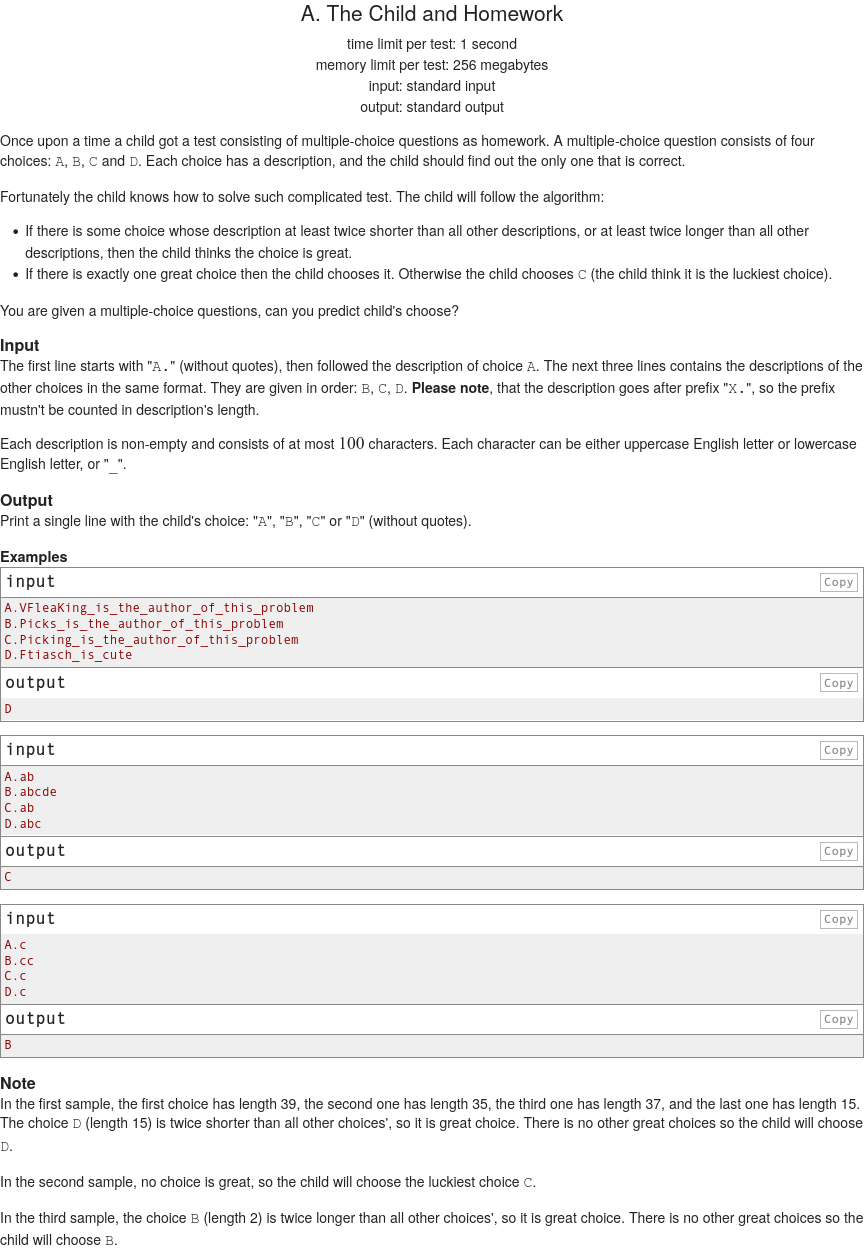 A. The Child and Homework
time limit per test: 1 second
memory limit per test: 256 megabytes
input: standard input
output: standard output
Once upon a time a child got a test consisting of multiple-choice questions as homework. A multiple-choice question consists of four
choices: A, B, C and D. Each choice has a description, and the child should find out the only one that is correct.
Fortunately the child knows how to solve such complicated test. The child will follow the algorithm:
• If there is some choice whose description at least twice shorter than all other descriptions, or at least twice longer than all other
descriptions, then the child thinks the choice is great.
• If there is exactly one great choice then the child chooses it. Otherwise the child chooses C (the child think it is the luckiest choice).
You are given a multiple-choice questions, can you predict child's choose?
Input
The first line starts with "A." (without quotes), then followed the description of choice A. The next three lines contains the descriptions of the
other choices in the same format. They are given in order: B, C, D. Please note, that the description goes after prefix "X.", so the prefix
mustn't be counted in description's length.
Each description is non-empty and consists of at most 100 characters. Each character can be either uppercase English letter or lowercase
English letter, or "_".
Output
Print a single line with the child's choice: "A", "B", "C" or "D" (without quotes).
Examples
input Copy
A.VFleaKing_is_the_author_of_this_problem
B.Picks_is_the_author_of_this_problem
C.Picking_is_the_author_of_this_problem
D.Ftiasch_is_cute
output Copy
D
input Copy
A.ab
B.abcde
C.ab
D.abc
output Copy
C
input Copy
A.c
B.cc
C.c
D.c
output Copy
B
Note
In the first sample, the first choice has length 39, the second one has length 35, the third one has length 37, and the last one has length 15.
The choice D (length 15) is twice shorter than all other choices', so it is great choice. There is no other great choices so the child will choose
D.
In the second sample, no choice is great, so the child will choose the luckiest choice C.
In the third sample, the choice B (length 2) is twice longer than all other choices', so it is great choice. There is no other great choices so the
child will choose B.